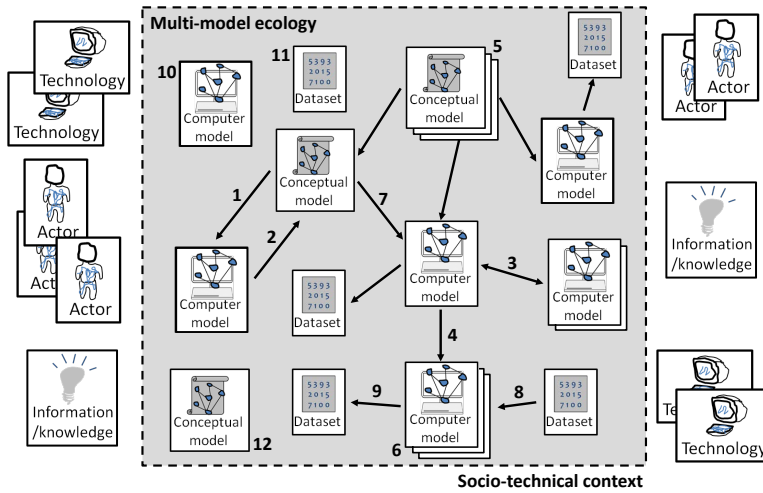 Multi-model ecology
Technology
Technology
10
Computer
model
11
5393
2015
7100
Dataset
5
Conceptual
model
5393
2015
7100
Dataset
Actor
Actor
Conceptual
model
Computer
model
1
2
7
Actor
Act
Actor
Computer
model
5393
2015
7100
Dataset
Computer
model
3
Computer
model
Information
/knowledge
4
Information
/knowledge
Conceptual
model
12
5393
2015
7100
Dataset
9
Computer
model
6
8
5393
2015
7100
Dataset
Te
Technology
Socio-technical context